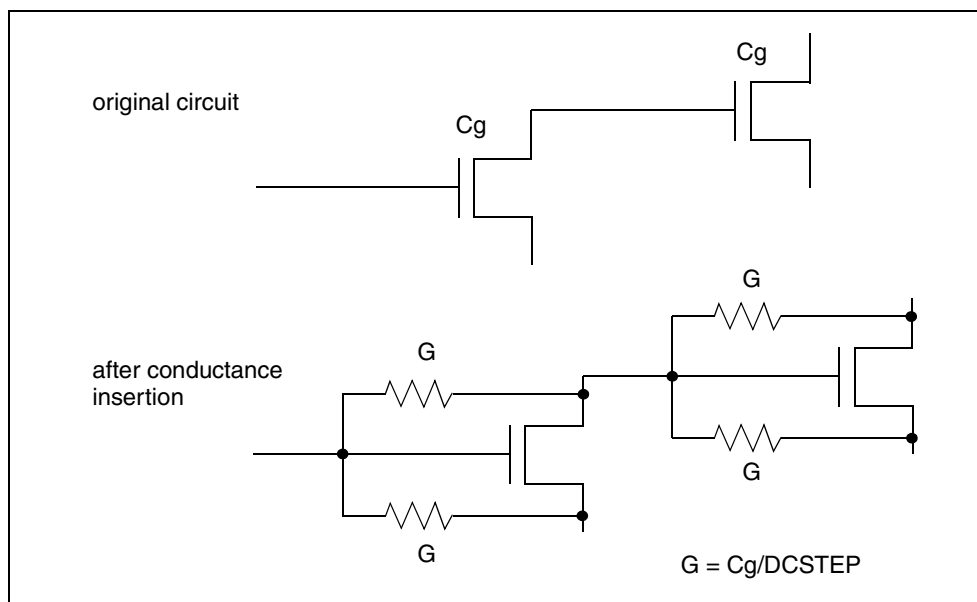 Cg
original circuit
Cg
G
G
after conductance
insertion
G
G
G = Cg/DCSTEP